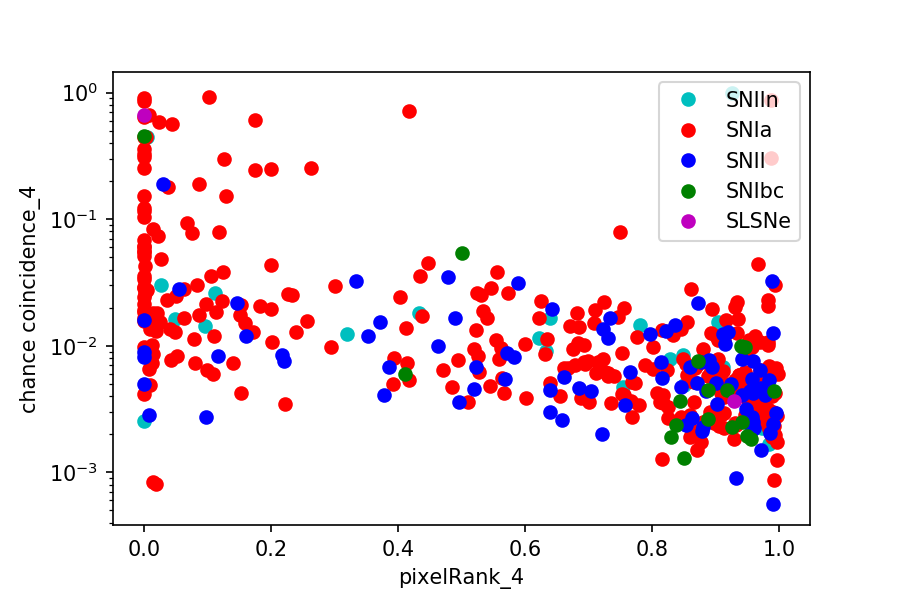 10⁰
10⁻¹
10⁻²
10⁻³
chance coincidence_4
SNIIn
SNIa
SNII
SNIbc
SLSNe
0.0 0.2 0.4 0.6 0.8 1.0
pixelRank_4